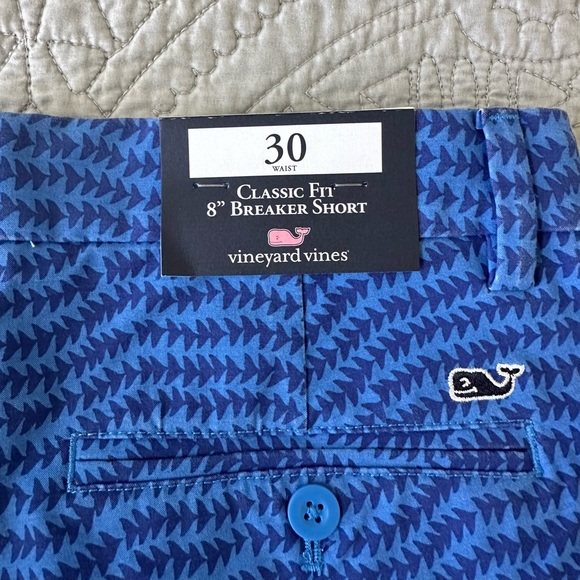 30
WAIST
CLASSIC FIT
8” BREAKER SHORT
vineyard vines®